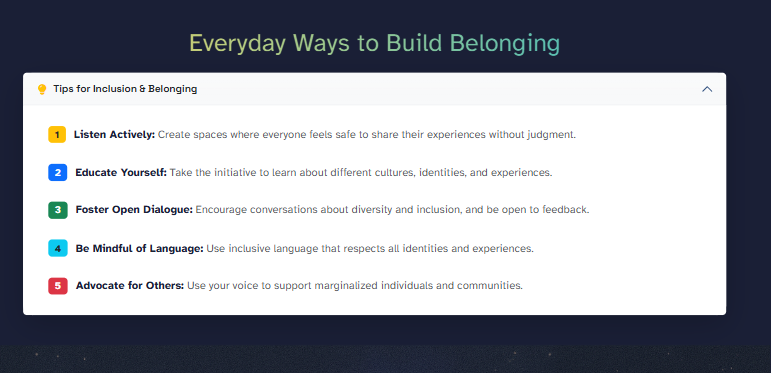 Everyday Ways to Build Belonging
Tips for Inclusion & Belonging
1 Listen Actively: Create spaces where everyone feels safe to share their experiences without judgment.
2 Educate Yourself: Take the initiative to learn about different cultures, identities, and experiences.
3 Foster Open Dialogue: Encourage conversations about diversity and inclusion, and be open to feedback.
4 Be Mindful of Language: Use inclusive language that respects all identities and experiences.
5 Advocate for Others: Use your voice to support marginalized individuals and communities.